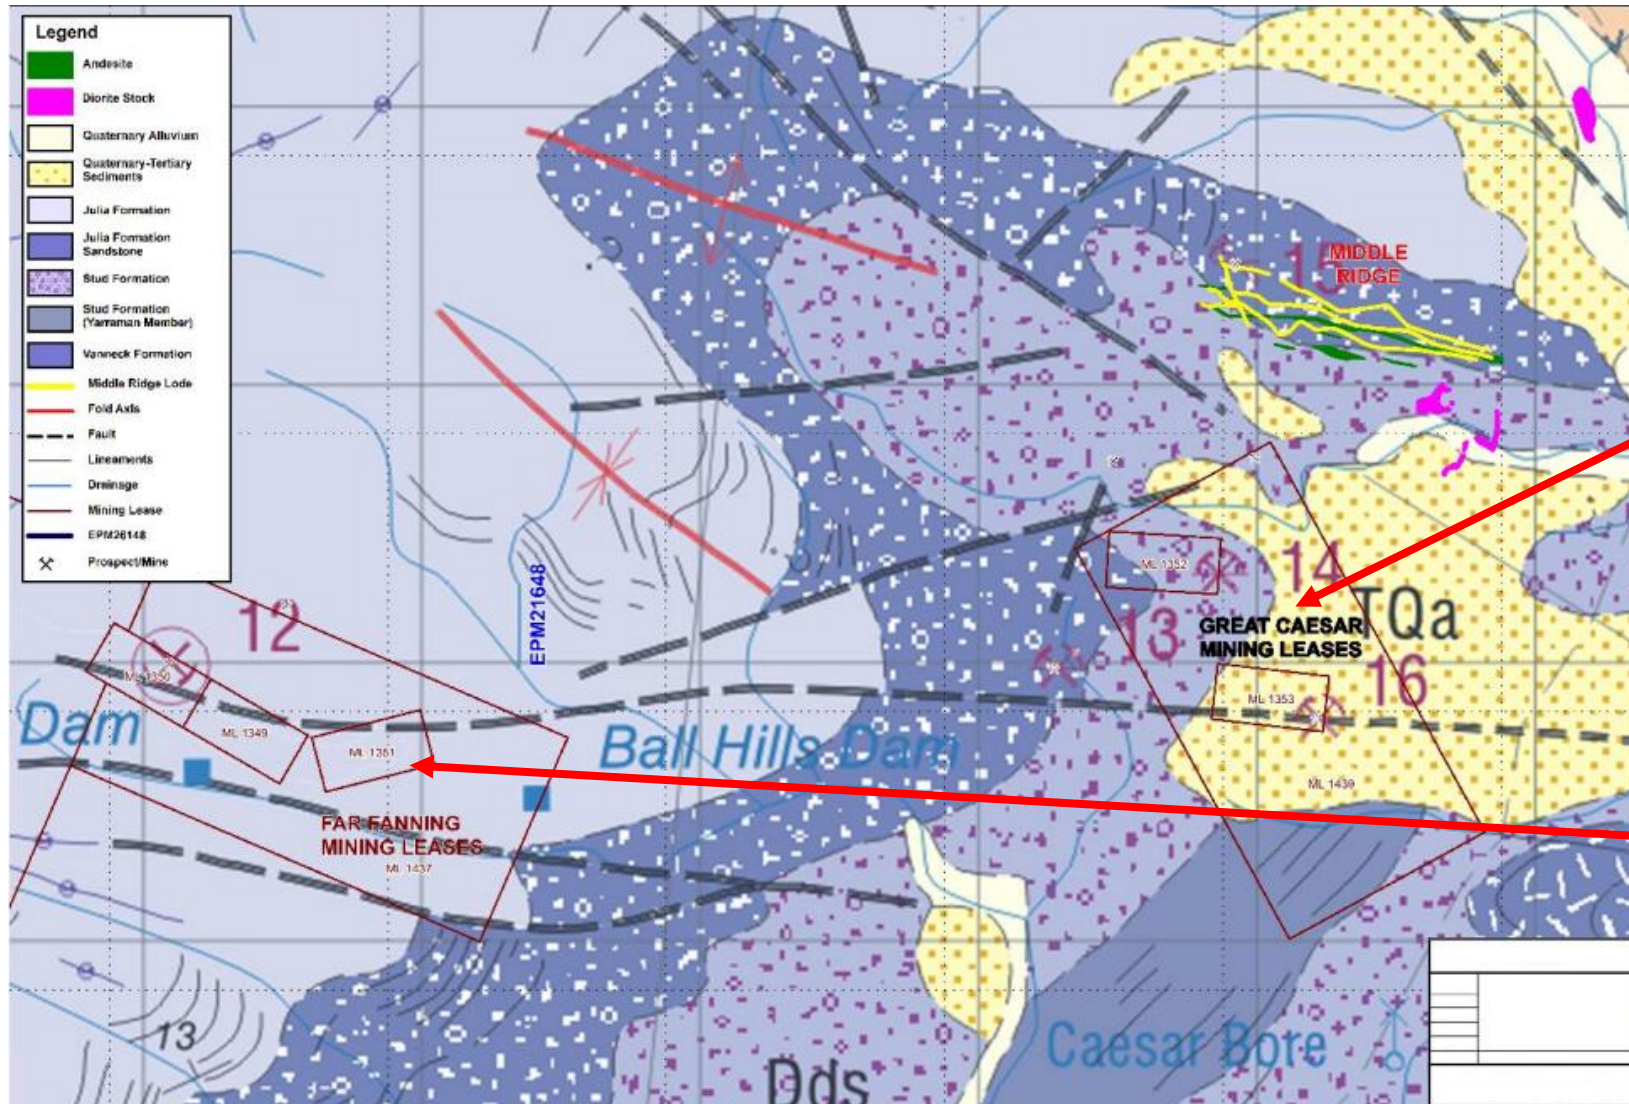 Legend
Andesite
Diorite Stock
Quaternary Alluvium
Quaternary-Tertiary
Sediments
Julia Formation
Julia Formation
Sandstone
Stud Formation
Stud Formation
(Yarraman Member)
Vanneck Formation
Middle Ridge Lode
Fold Axis
Fault
Lineaments
Drainage
Mining Lease
EPM26148
Prospect/Mine
MIDDLE
RIDGE
15
12
EPM21648
ML 1350
ML 1349
ML 1351
Dam
Ball Hills Dam
FAR FANNING
MINING LEASES
ML 1437
ML 1352
14
13
TQa
GREAT CAESAR
MINING LEASES
16
ML 1353
ML 1439
13
Dds
Caesar Bore